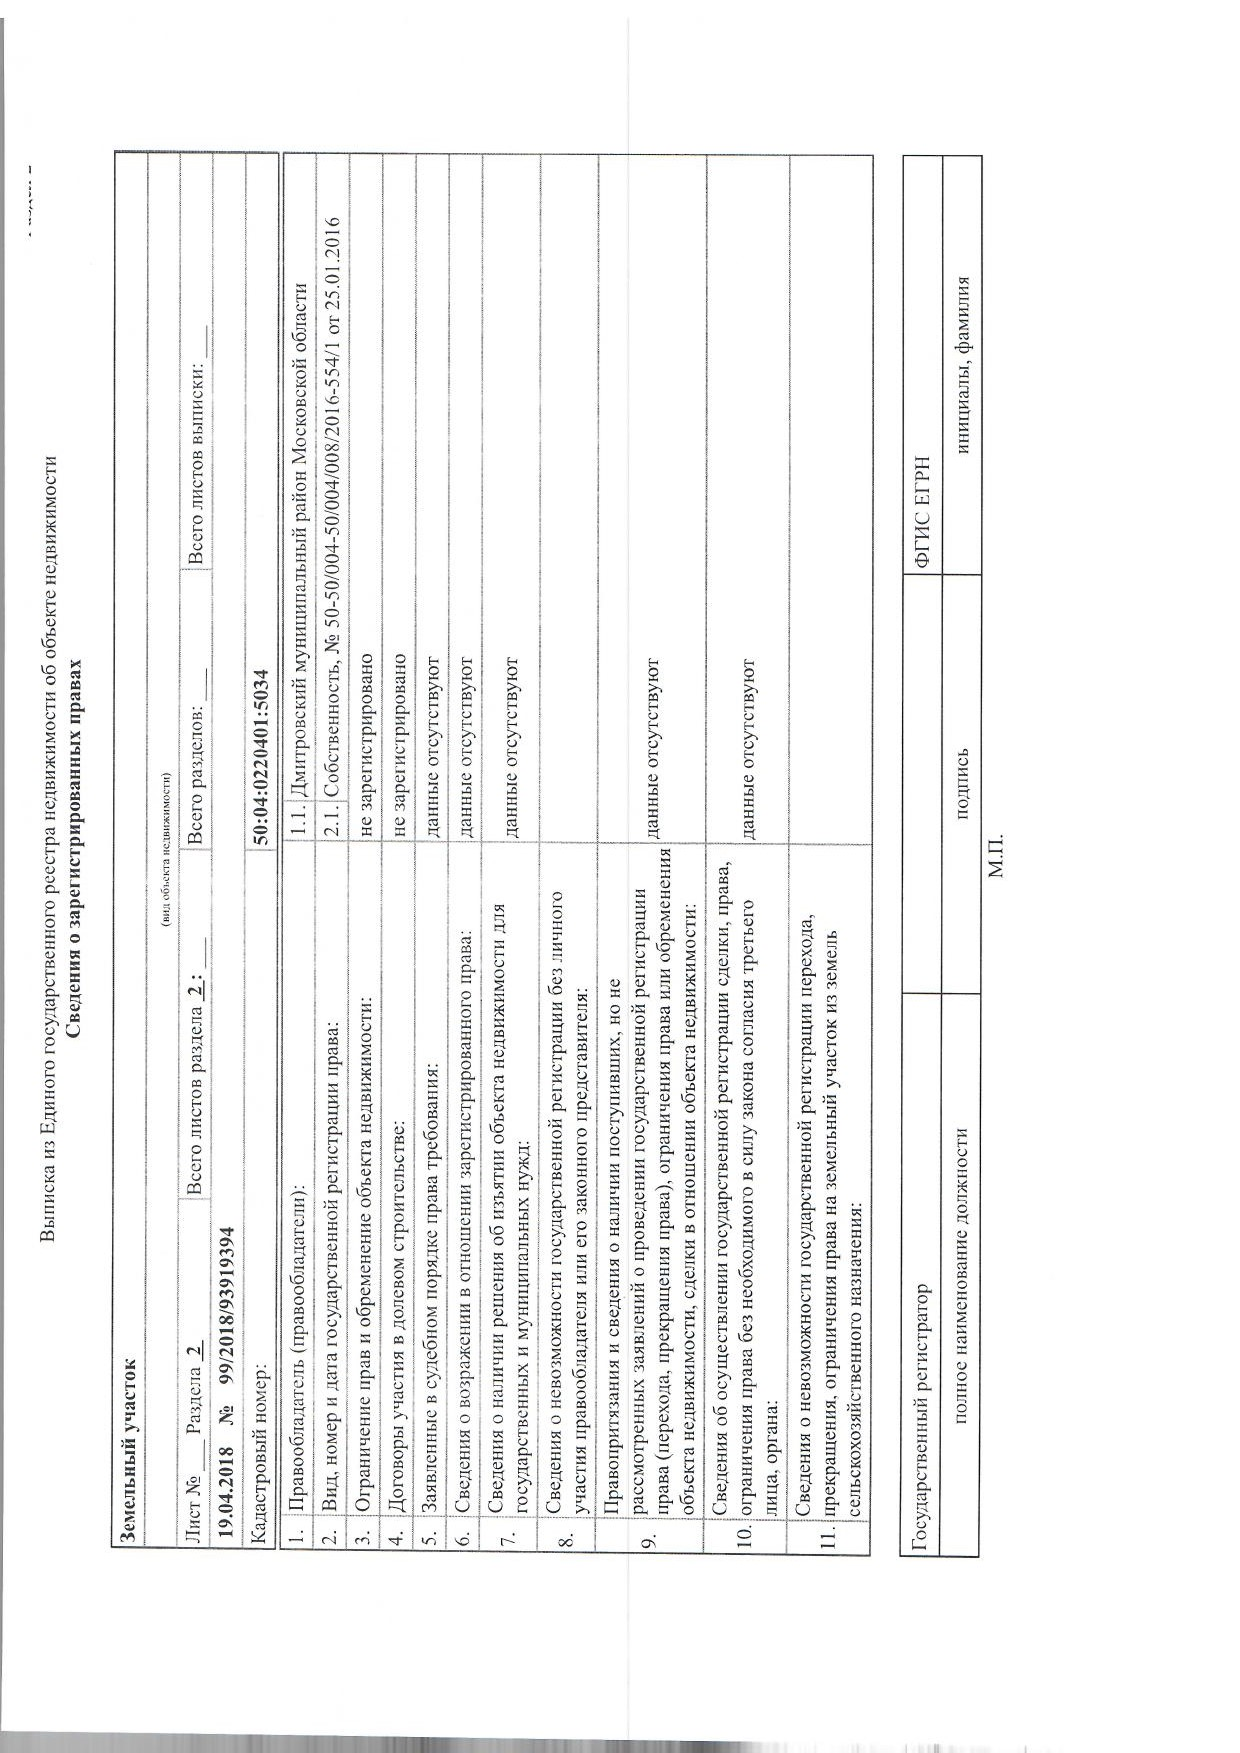 Выписка из Единого государственного реестра недвижимости об объекте недвижимости
Сведения о зарегистрированных правах
Земельный участок
(вид объекта недвижимости)
Лист № ___ Раздела 2 Всего листов раздела 2 : ___ Всего разделов: ___ Всего листов выписки: ___
19.04.2018 № 99/2018/93919394
Кадастровый номер: 50:04:0220401:5034
1. Правообладатель (правообладатели): 1.1. Дмитровский муниципальный район Московской области
2. Вид, номер и дата государственной регистрации права: 2.1. Собственность, № 50-50/004-50/004/008/2016-554/1 от 25.01.2016
3. Ограничение прав и обременение объекта недвижимости: не зарегистрировано
4. Договоры участия в долевом строительстве: не зарегистрировано
5. Заявленные в судебном порядке права требования: данные отсутствуют
6. Сведения о возражении в отношении зарегистрированного права: данные отсутствуют
7. Сведения о наличии решения об изъятии объекта недвижимости для
государственных и муниципальных нужд: данные отсутствуют
8. Сведения о невозможности государственной регистрации без личного
участия правообладателя или его законного представителя:
9. Правопритязания и сведения о наличии поступивших, но не
рассмотренных заявлений о проведении государственной регистрации
права (перехода, прекращения права), ограничения права или обременения
объекта недвижимости, сделки в отношении объекта недвижимости: данные отсутствуют
10. Сведения об осуществлении государственной регистрации сделки, права,
ограничения права без необходимого в силу закона согласия третьего
лица, органа: данные отсутствуют
11. Сведения о невозможности государственной регистрации перехода,
прекращения, ограничения права на земельный участок из земель
сельскохозяйственного назначения:
Государственный регистратор ФГИС ЕГРН
полное наименование должности подпись инициалы, фамилия
М.П.